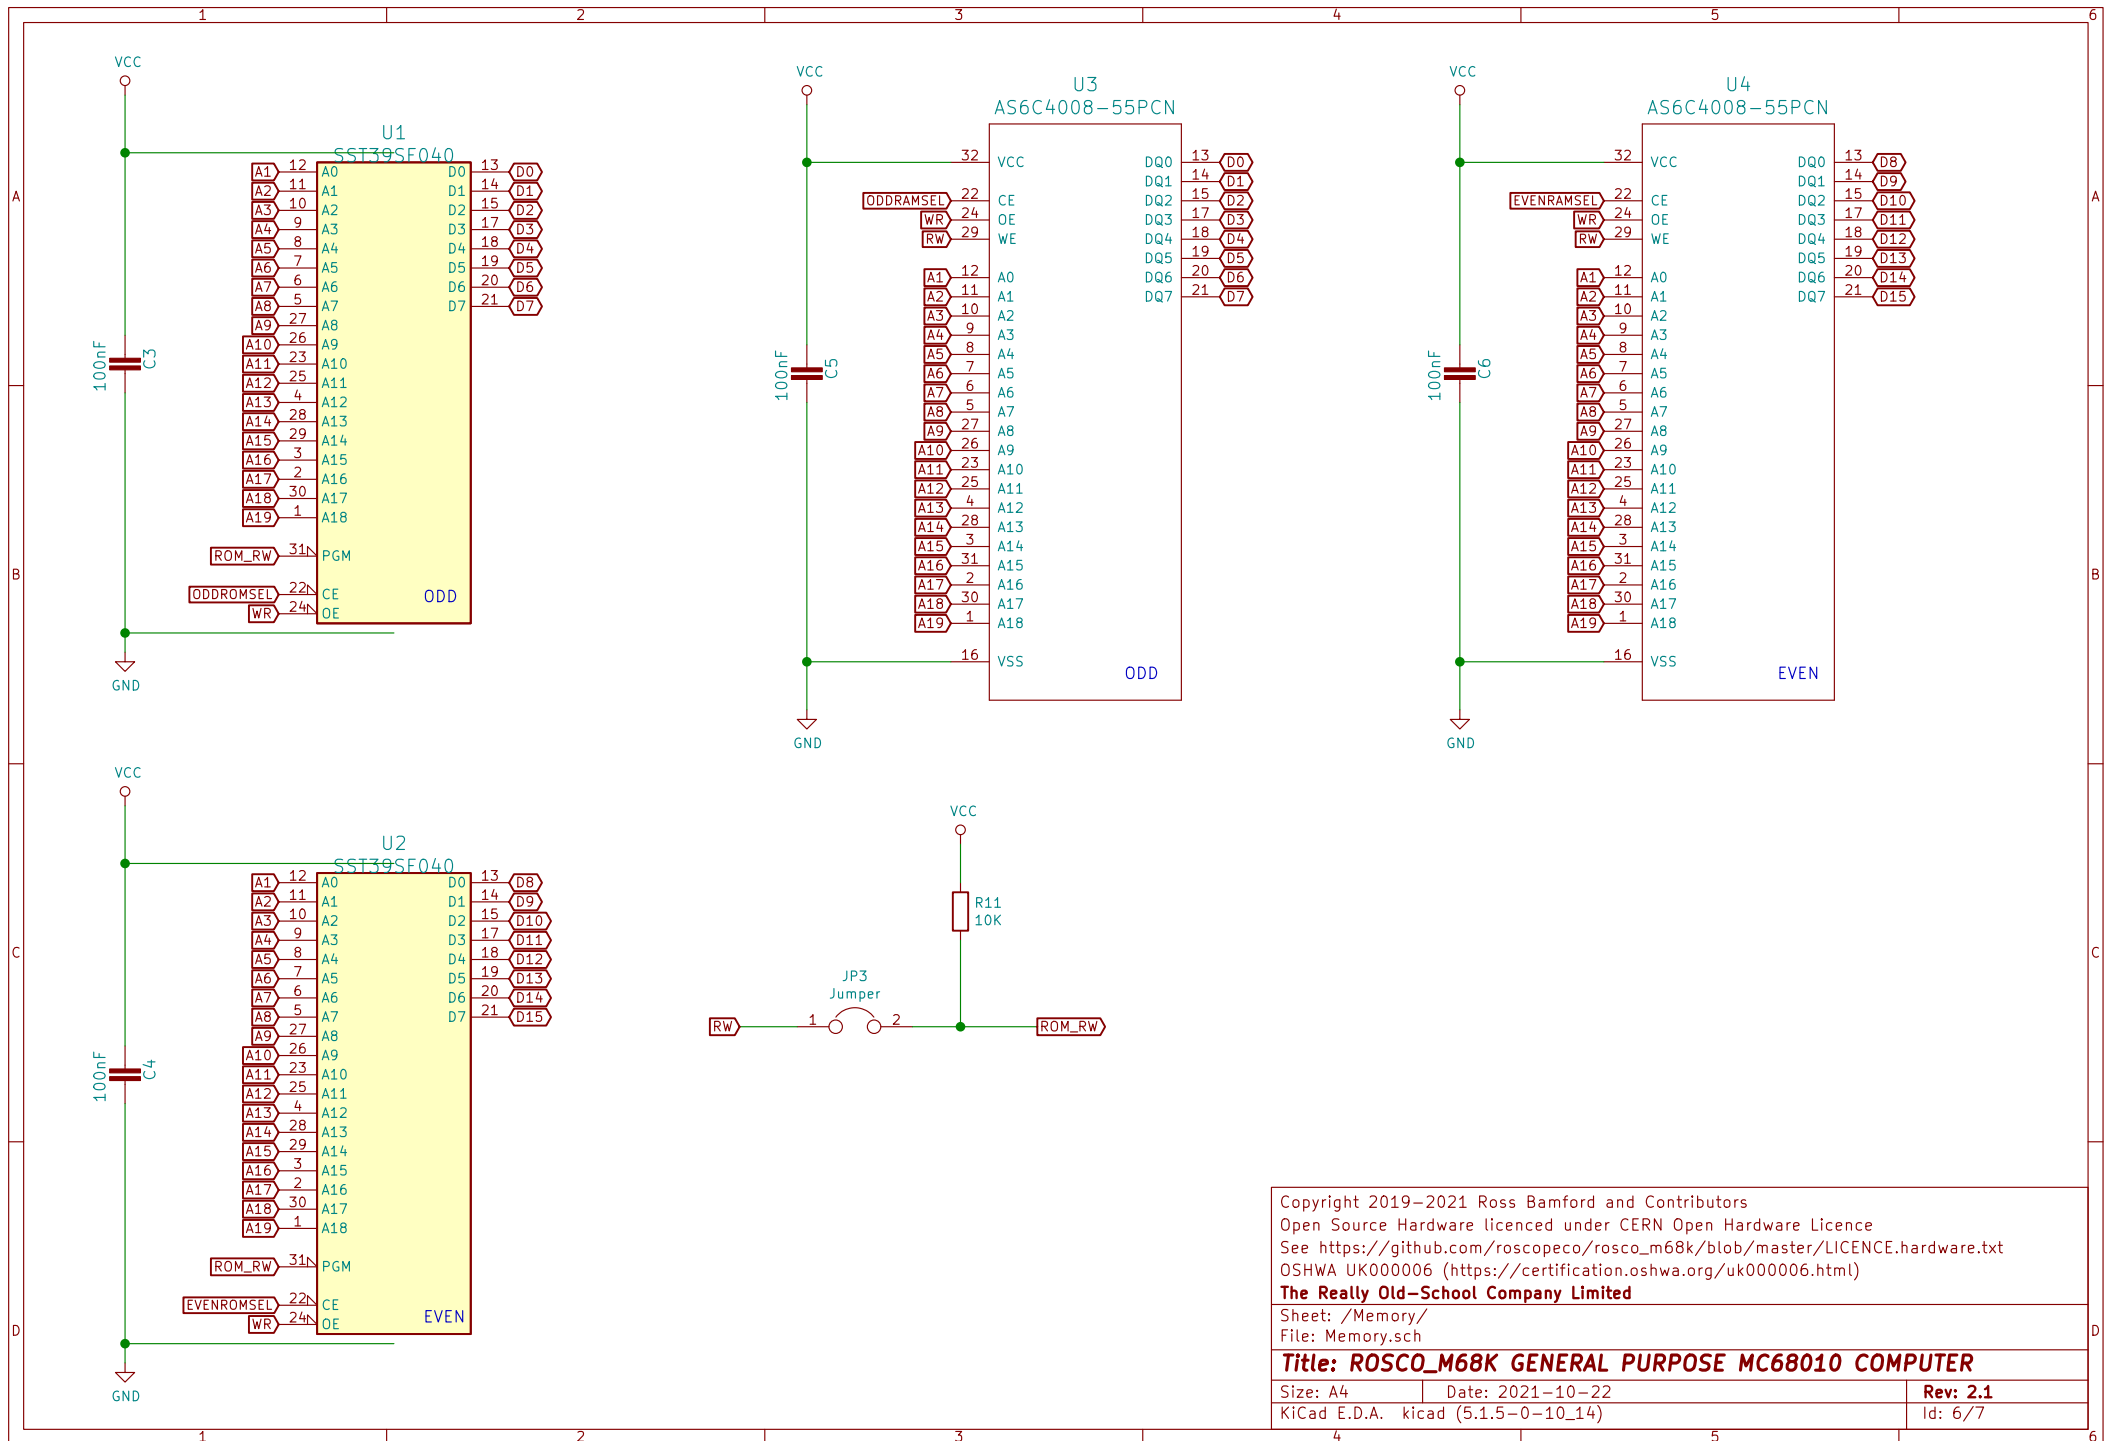 1 2 3 4 5 6
A
B
C
D
A
B
C
D
1 2 3 4 5 6
VCC
U1
SST39SF040
A1 12 A0 D0 13 D0
A2 11 A1 D1 14 D1
A3 10 A2 D2 15 D2
A4 9 A3 D3 17 D3
A5 8 A4 D4 18 D4
A6 7 A5 D5 19 D5
A7 6 A6 D6 20 D6
A8 5 A7 D7 21 D7
A9 27 A8
A10 26 A9
A11 23 A10
A12 25 A11
A13 4 A12
A14 28 A13
A15 29 A14
A16 3 A15
A17 2 A16
A18 30 A17
A19 1 A18
ROM_RW 31 PGM
ODDROMSEL 22 CE
WR 24 OE
ODD
100nF
C3
GND
VCC
U3
AS6C4008-55PCN
32 VCC DQ0 13 D0
DQ1 14 D1
ODDRAMSEL 22 CE DQ2 15 D2
WR 24 OE DQ3 17 D3
RW 29 WE DQ4 18 D4
DQ5 19 D5
A1 12 A0 DQ6 20 D6
A2 11 A1 DQ7 21 D7
A3 10 A2
A4 9 A3
A5 8 A4
A6 7 A5
A7 6 A6
A8 5 A7
A9 27 A8
A10 26 A9
A11 23 A10
A12 25 A11
A13 4 A12
A14 28 A13
A15 3 A14
A16 31 A15
A17 2 A16
A18 30 A17
A19 1 A18
16 VSS
ODD
100nF
C5
GND
VCC
U4
AS6C4008-55PCN
32 VCC DQ0 13 D8
DQ1 14 D9
EVENRAMSEL 22 CE DQ2 15 D10
WR 24 OE DQ3 17 D11
RW 29 WE DQ4 18 D12
DQ5 19 D13
A1 12 A0 DQ6 20 D14
A2 11 A1 DQ7 21 D15
A3 10 A2
A4 9 A3
A5 8 A4
A6 7 A5
A7 6 A6
A8 5 A7
A9 27 A8
A10 26 A9
A11 23 A10
A12 25 A11
A13 4 A12
A14 28 A13
A15 3 A14
A16 31 A15
A17 2 A16
A18 30 A17
A19 1 A18
16 VSS
EVEN
100nF
C6
GND
VCC
U2
SST39SF040
A1 12 A0 D0 13 D8
A2 11 A1 D1 14 D9
A3 10 A2 D2 15 D10
A4 9 A3 D3 17 D11
A5 8 A4 D4 18 D12
A6 7 A5 D5 19 D13
A7 6 A6 D6 20 D14
A8 5 A7 D7 21 D15
A9 27 A8
A10 26 A9
A11 23 A10
A12 25 A11
A13 4 A12
A14 28 A13
A15 29 A14
A16 3 A15
A17 2 A16
A18 30 A17
A19 1 A18
ROM_RW 31 PGM
EVENROMSEL 22 CE
WR 24 OE
EVEN
100nF
C4
GND
VCC
R11
10K
JP3
Jumper
RW 1 2 ROM_RW
Copyright 2019-2021 Ross Bamford and Contributors
Open Source Hardware licenced under CERN Open Hardware Licence
See https://github.com/roscopeco/rosco_m68k/blob/master/LICENCE.hardware.txt
OSHWA UK000006 (https://certification.oshwa.org/uk000006.html)
The Really Old-School Company Limited
Sheet: /Memory/
File: Memory.sch
Title: ROSCO_M68K GENERAL PURPOSE MC68010 COMPUTER
Size: A4 Date: 2021-10-22 Rev: 2.1
KiCad E.D.A. kicad (5.1.5-0-10_14) Id: 6/7